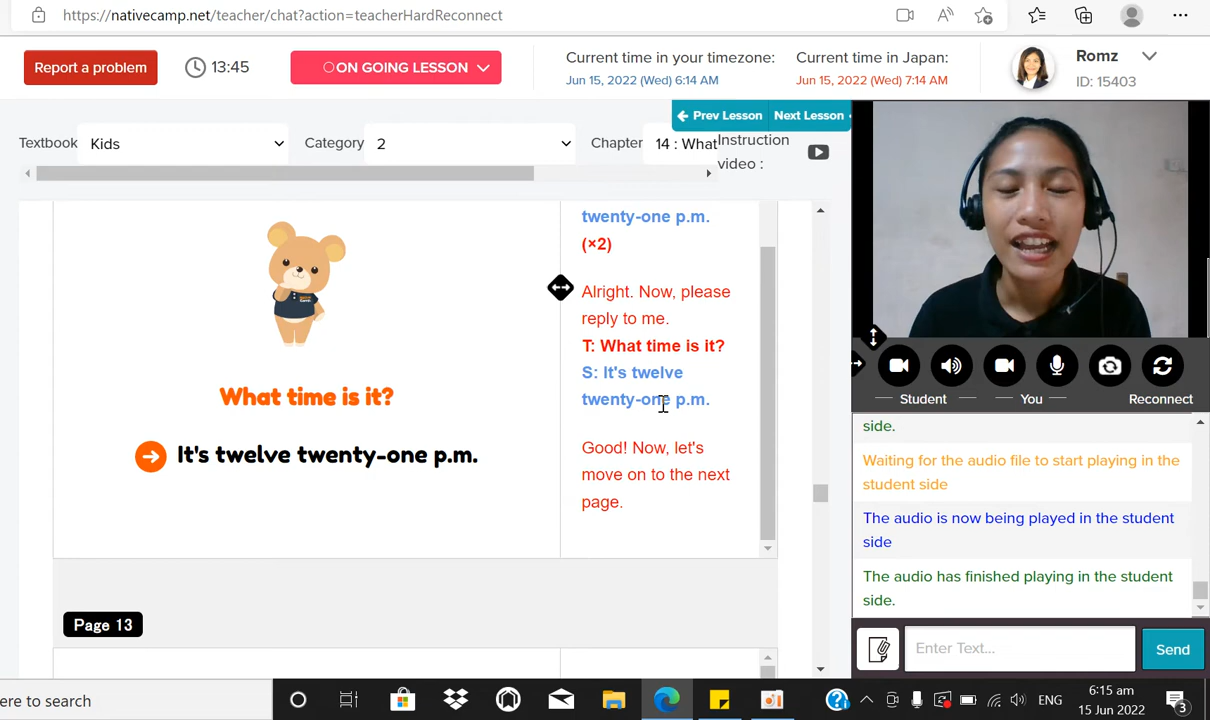 https://nativecamp.net/teacher/chat?action=teacherHardReconnect
Report a problem
13:45
ON GOING LESSON
Current time in your timezone:
Jun 15, 2022 (Wed) 6:14 AM
Current time in Japan:
Jun 15, 2022 (Wed) 7:14 AM
Romz
ID: 15403
Prev Lesson
Next Lesson
Textbook
Kids
Category
2
Chapter
14 : What
Instruction
video :
twenty-one p.m.
(×2)
Alright. Now, please
reply to me.
T: What time is it?
S: It's twelve
twenty-one p.m.
Good! Now, let's
move on to the next
page.
What time is it?
It's twelve twenty-one p.m.
Page 13
Student
You
Reconnect
side.
Waiting for the audio file to start playing in the
student side
The audio is now being played in the student
side
The audio has finished playing in the student
side.
Enter Text...
Send
ere to search
ENG
6:15 am
15 Jun 2022
3